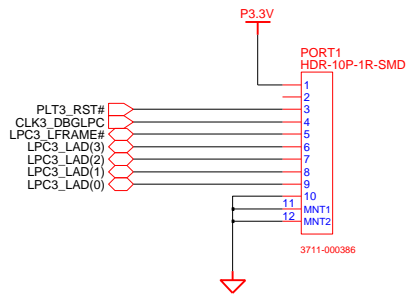 P3.3V
PORT1
HDR-10P-1R-SMD
1
2
PLT3_RST# 3
CLK3_DBGLPC 4
LPC3_LFRAME# 5
LPC3_LAD(3) 6
LPC3_LAD(2) 7
LPC3_LAD(1) 8
LPC3_LAD(0) 9
10
11 MNT1
12 MNT2
3711-000386